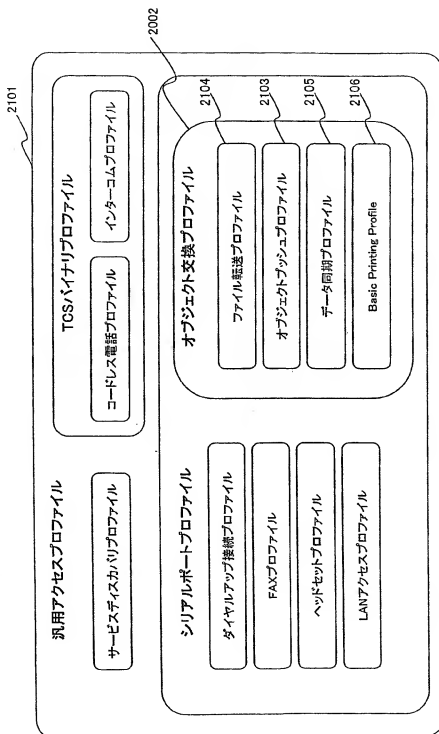 2101
汎用アクセスプロファイル
サービスディスカバリプロファイル
TCSバイナリプロファイル
コードレス電話プロファイル
インターコムプロファイル
シリアルポートプロファイル
ダイヤルアップ接続プロファイル
FAXプロファイル
ヘッドセットプロファイル
LANアクセスプロファイル
2002
オブジェクト交換プロファイル
ファイル転送プロファイル
2104
オブジェクトプッシュプロファイル
2103
データ同期プロファイル
2105
Basic Printing Profile
2106